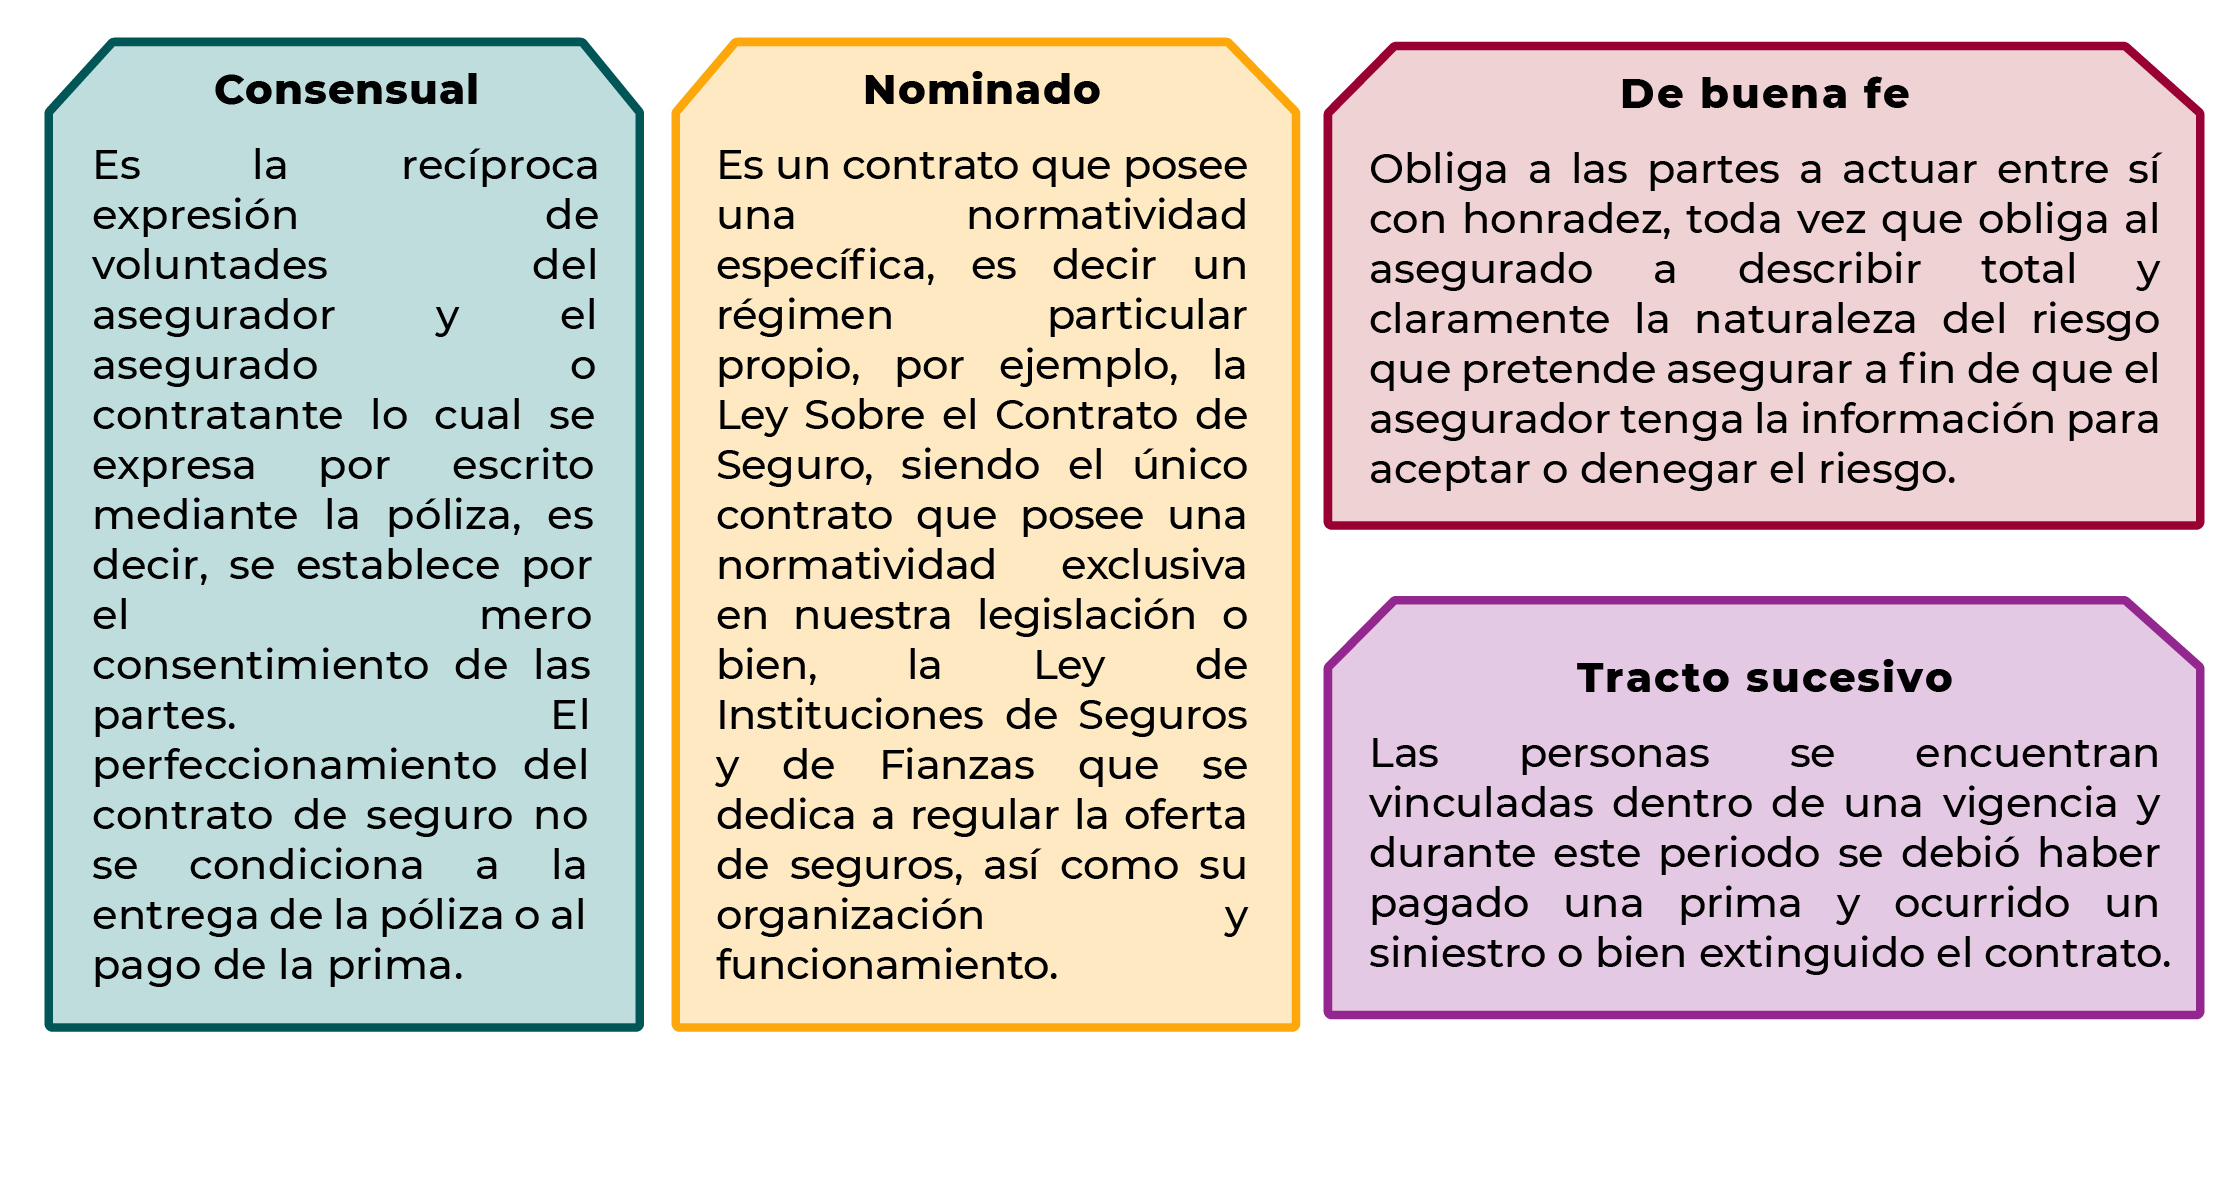 Consensual
Es la recíproca
expresión de
voluntades del
asegurador y el
asegurado o
contratante lo cual se
expresa por escrito
mediante la póliza, es
decir, se establece por
el mero
consentimiento de las
partes. El
perfeccionamiento del
contrato de seguro no
se condiciona a la
entrega de la póliza o al
pago de la prima.
Nominado
Es un contrato que posee
una normatividad
específica, es decir un
régimen particular
propio, por ejemplo, la
Ley Sobre el Contrato de
Seguro, siendo el único
contrato que posee una
normatividad exclusiva
en nuestra legislación o
bien, la Ley de
Instituciones de Seguros
y de Fianzas que se
dedica a regular la oferta
de seguros, así como su
organización y
funcionamiento.
De buena fe
Obliga a las partes a actuar entre sí
con honradez, toda vez que obliga al
asegurado a describir total y
claramente la naturaleza del riesgo
que pretende asegurar a fin de que el
asegurador tenga la información para
aceptar o denegar el riesgo.
Tracto sucesivo
Las personas se encuentran
vinculadas dentro de una vigencia y
durante este periodo se debió haber
pagado una prima y ocurrido un
siniestro o bien extinguido el contrato.